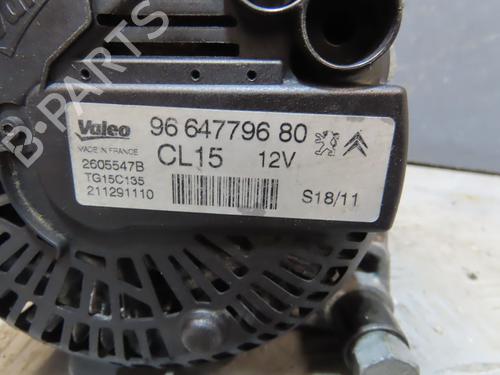 Valeo 96 647796 80
MADE IN FRANCE
2605547B CL15 12V
TG15C135
211291110 S18/11
B-PARTS